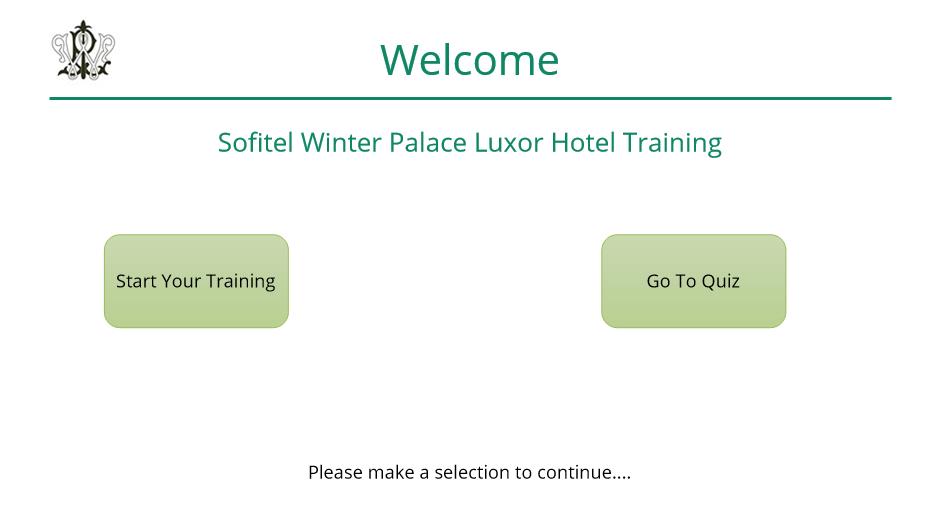 Welcome
Sofitel Winter Palace Luxor Hotel Training
Start Your Training
Go To Quiz
Please make a selection to continue....